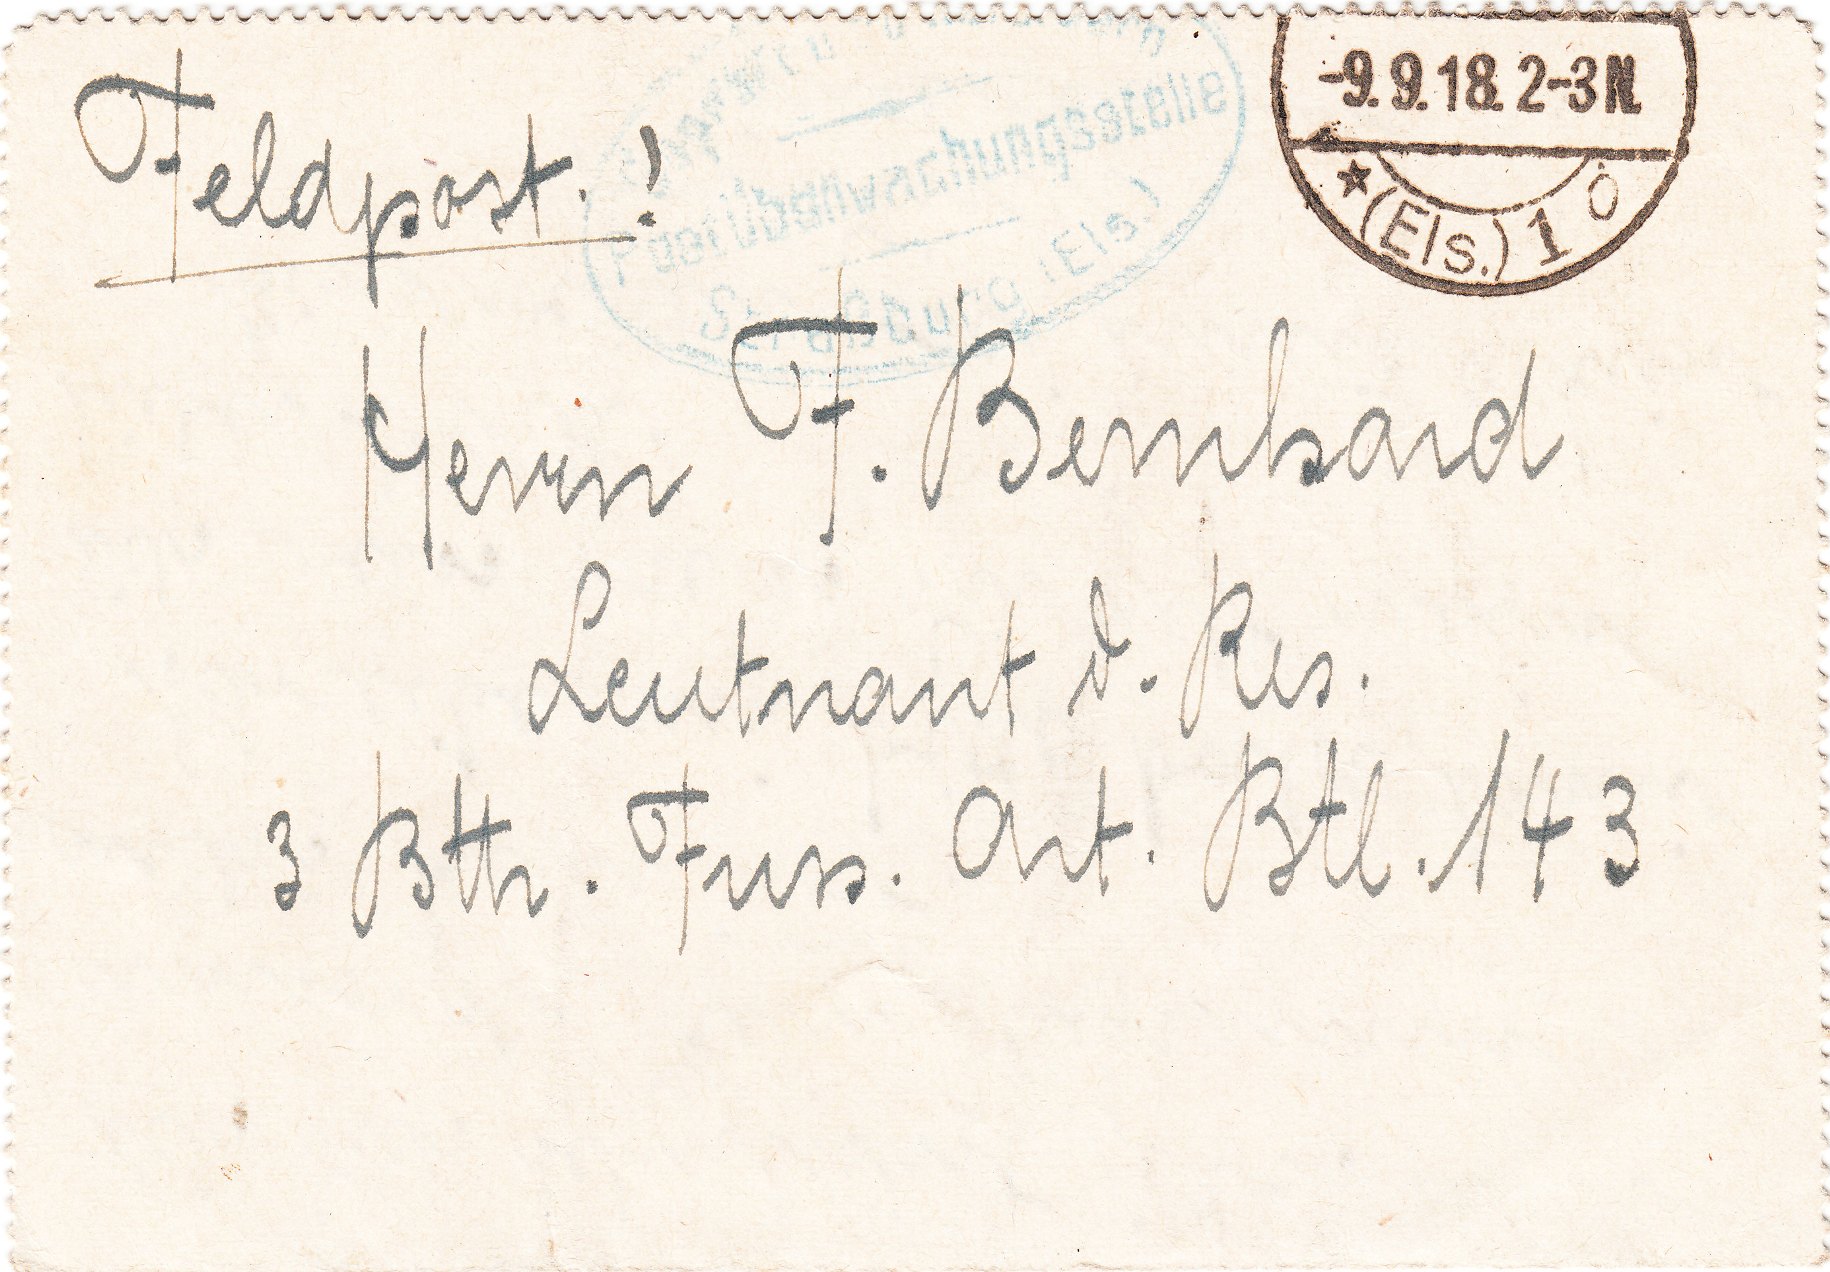 Feldpost.!
Postüberwachungsstelle
Straßburg (Els.)
-9.9.18. 2-3N.
* (Els.) 1 o
Herrn F. Bernhard
Leutnant d. Res.
3 Bttr. Fuss. Art. Btl. 143